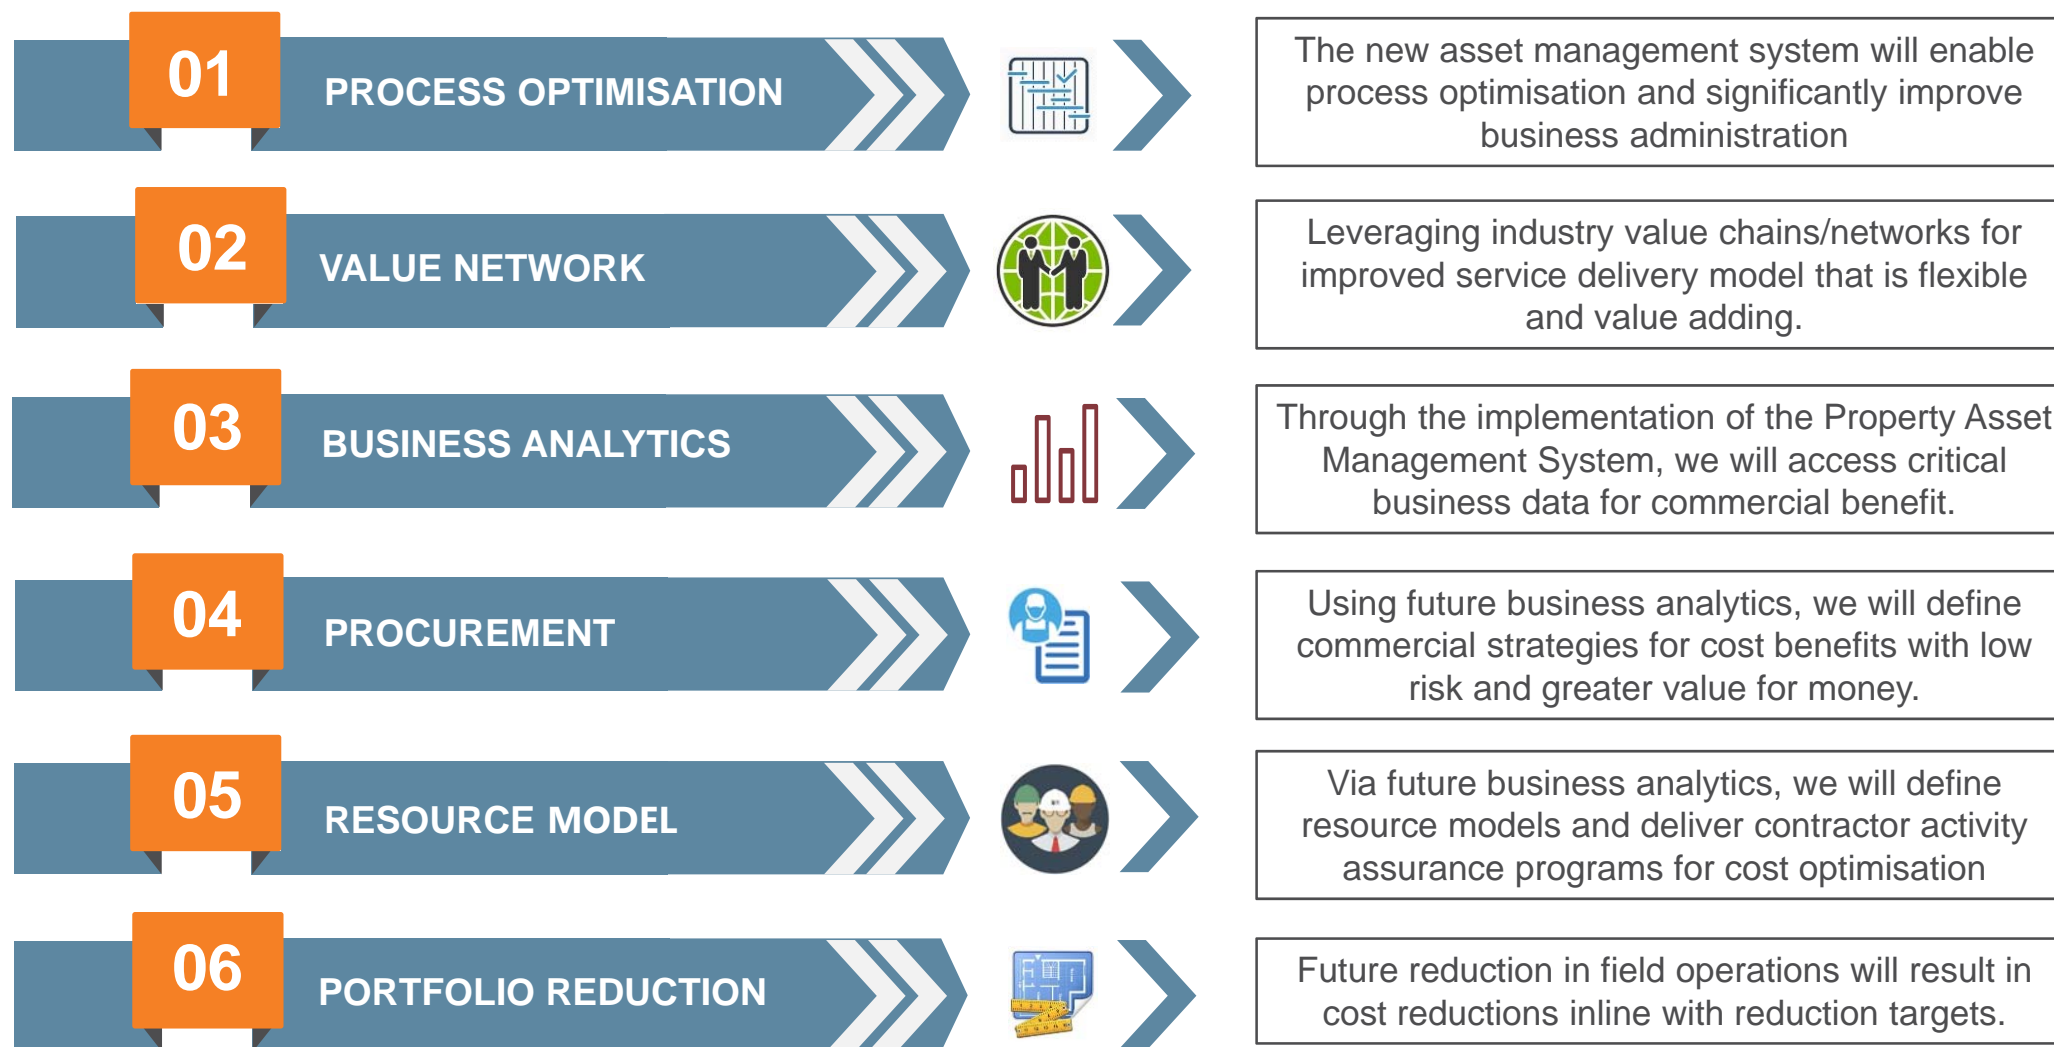 01
PROCESS OPTIMISATION
The new asset management system will enable
process optimisation and significantly improve
business administration
02
VALUE NETWORK
Leveraging industry value chains/networks for
improved service delivery model that is flexible
and value adding.
03
BUSINESS ANALYTICS
Through the implementation of the Property Asset
Management System, we will access critical
business data for commercial benefit.
04
PROCUREMENT
Using future business analytics, we will define
commercial strategies for cost benefits with low
risk and greater value for money.
05
RESOURCE MODEL
Via future business analytics, we will define
resource models and deliver contractor activity
assurance programs for cost optimisation
06
PORTFOLIO REDUCTION
Future reduction in field operations will result in
cost reductions inline with reduction targets.